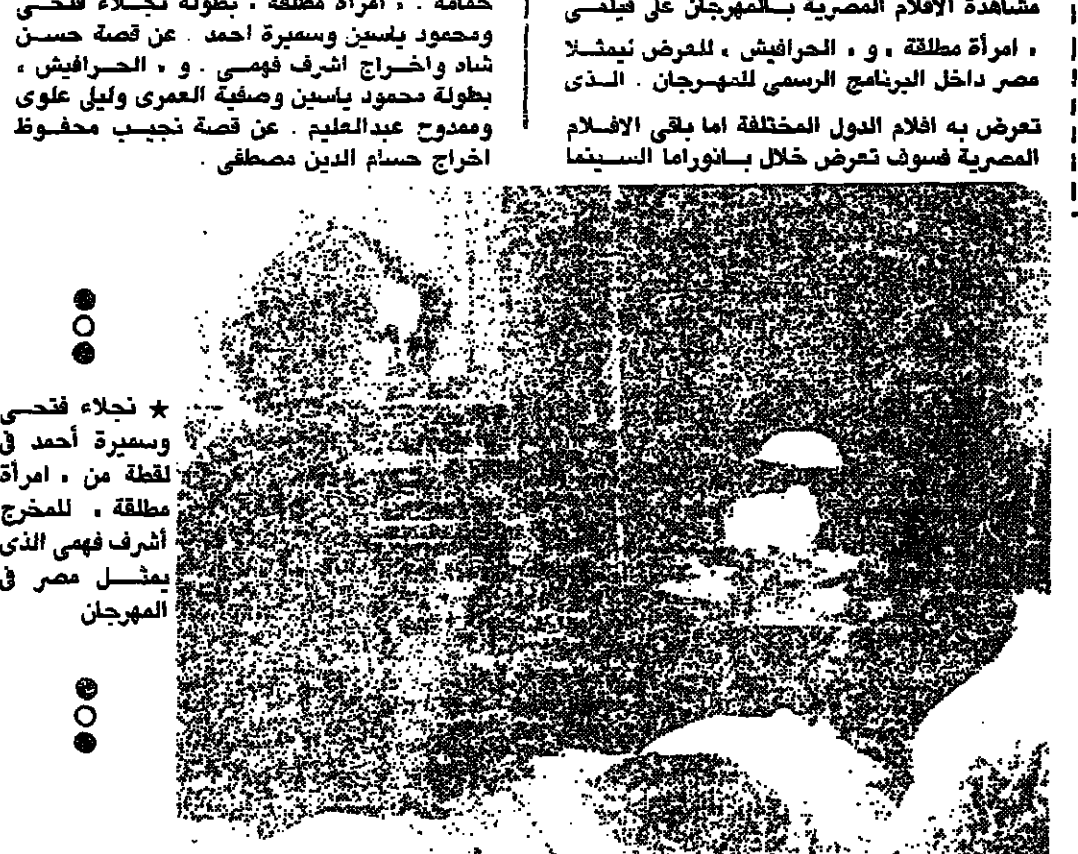 مشاهدة الافلام المصرية بالمهرجان على فيلمى
« امرأة مطلقة » و « الحرافيش » للعرض ليمثلا
مصر داخل البرنامج الرسمي للمهرجان . الذى
تعرض به افلام الدول المختلفة اما باقى الافلام
المصرية فسوف تعرض خلال بانوراما السينما
حمامة . « امرأة مطلقة » بطولة نجلاء فتحى
ومحمود ياسين وسميرة احمد . عن قصة حسن
شاه واخراج اشرف فهمى . و « الحرافيش »
بطولة محمود ياسين وصفية العمرى وليلى علوى
وممدوح عبدالعليم . عن قصة نجيب محفوظ
اخراج حسام الدين مصطفى .
★ نجلاء فتحى
وسميرة أحمد فى
لقطة من « امرأة
مطلقة » للمخرج
أشرف فهمى الذى
يمثل مصر فى
المهرجان